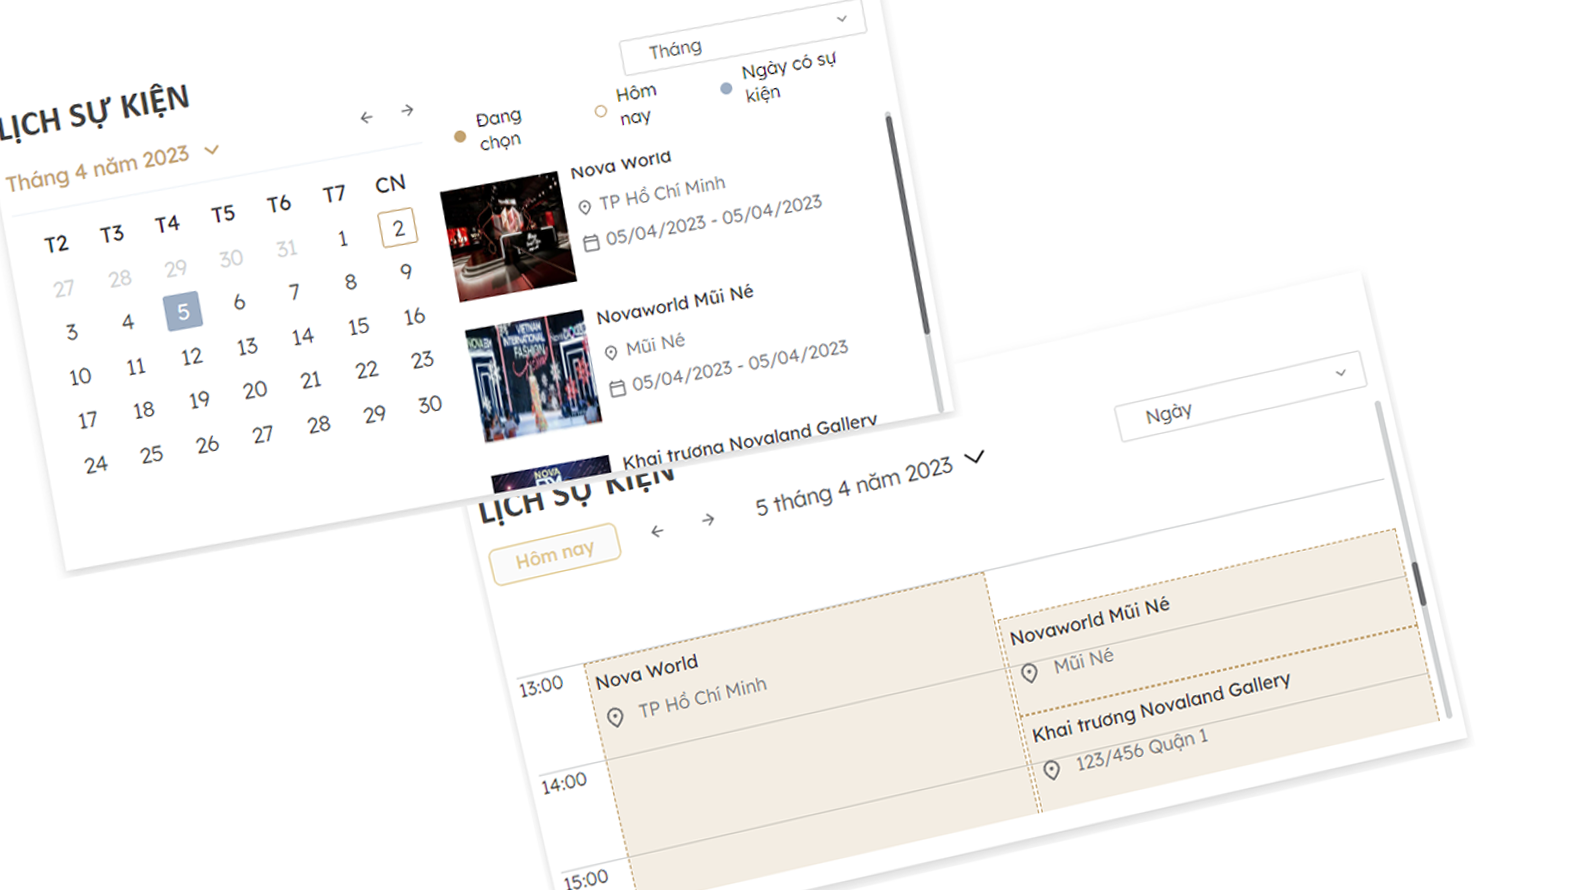 Tháng
LỊCH SỰ KIỆN
Tháng 4 năm 2023
Đang
chọn
Hôm
nay
Ngày có sự
kiện
T2 T3 T4 T5 T6 T7 CN
27 28 29 30 31 1 2
3 4 5 6 7 8 9
10 11 12 13 14 15 16
17 18 19 20 21 22 23
24 25 26 27 28 29 30
Nova World
TP Hồ Chí Minh
05/04/2023 - 05/04/2023
VIETNAM
INTERNATIONAL
FASHION
Novaworld Mũi Né
Mũi Né
05/04/2023 - 05/04/2023
NOVA
Khai trương Novaland Gallery
Ngày
LỊCH SỰ KIỆN
Hôm nay
5 tháng 4 năm 2023
13:00
14:00
15:00
Nova World
TP Hồ Chí Minh
Novaworld Mũi Né
Mũi Né
Khai trương Novaland Gallery
123/456 Quận 1